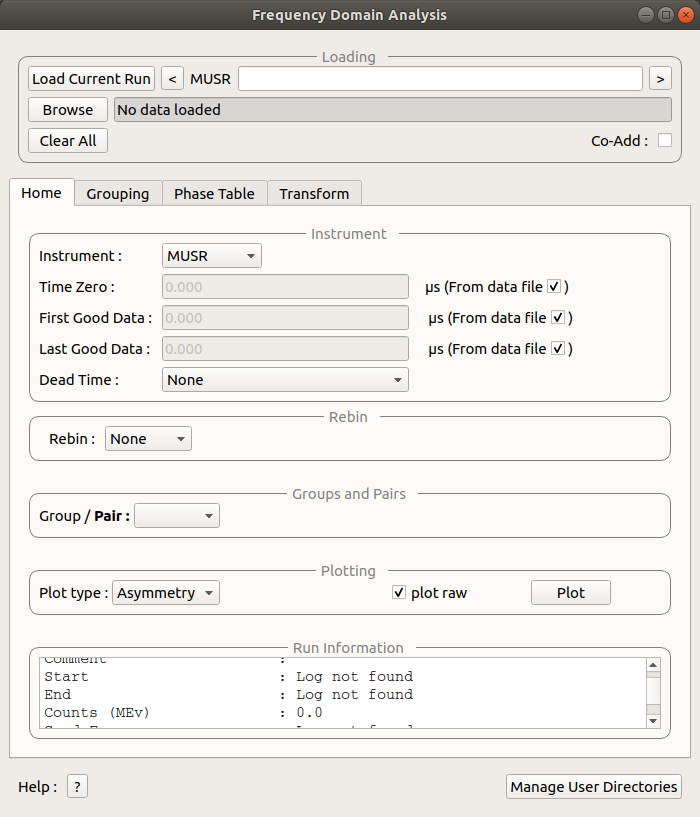 Frequency Domain Analysis
Loading
Load Current Run < MUSR >
Browse No data loaded
Clear All Co-Add :
Home Grouping Phase Table Transform
Instrument
Instrument : MUSR
Time Zero : 0.000 µs (From data file )
First Good Data : 0.000 µs (From data file )
Last Good Data : 0.000 µs (From data file )
Dead Time : None
Rebin
Rebin : None
Groups and Pairs
Group / Pair :
Plotting
Plot type : Asymmetry plot raw Plot
Run Information
Comment :
Start : Log not found
End : Log not found
Counts (MEv) : 0.0
Help : ? Manage User Directories